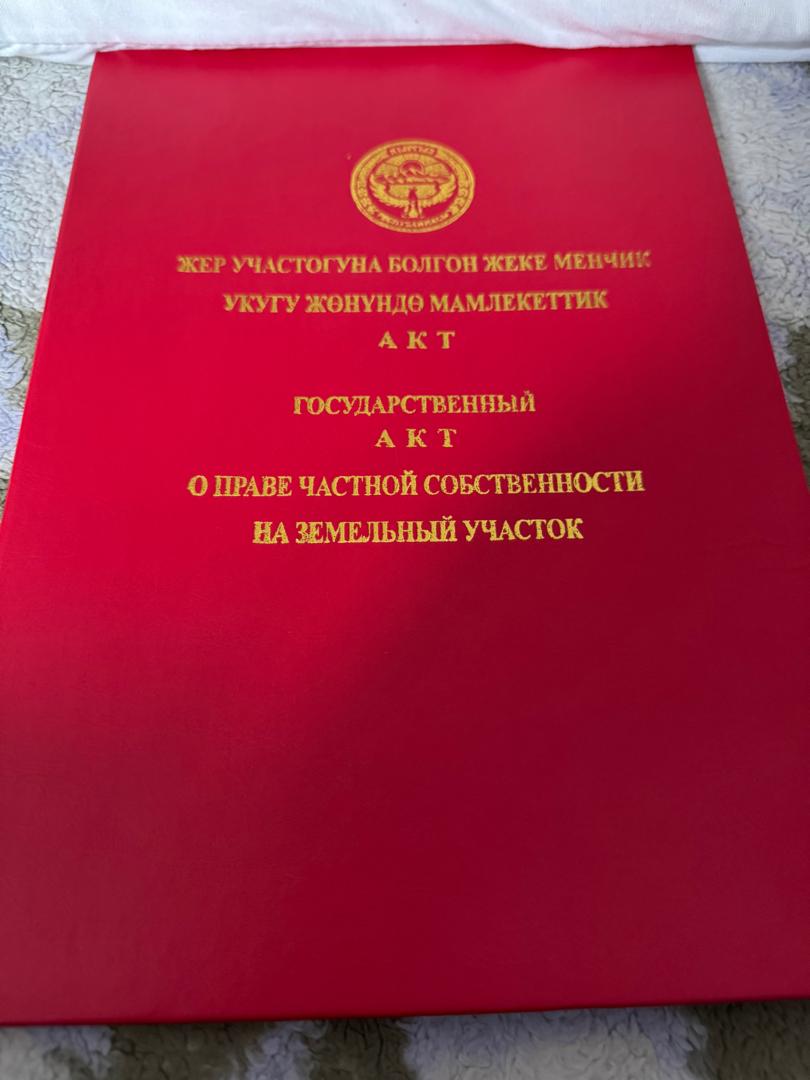 ЖЕР УЧАСТОГУНА БОЛГОН ЖЕКЕ МЕНЧИК
УКУГУ ЖӨНҮНДӨ МАМЛЕКЕТТИК
АКТ
ГОСУДАРСТВЕННЫЙ
АКТ
О ПРАВЕ ЧАСТНОЙ СОБСТВЕННОСТИ
НА ЗЕМЕЛЬНЫЙ УЧАСТОК